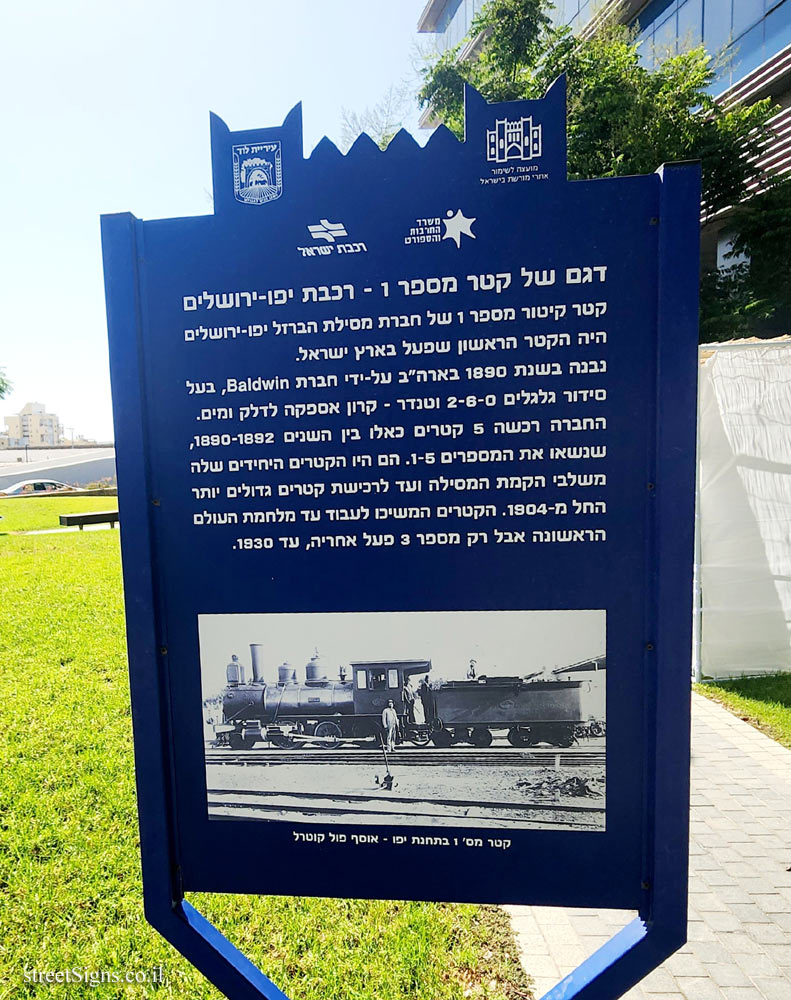 עיריית לוד
מועצה לשימור
אתרי מורשת בישראל
רכבת ישראל
משרד
התרבות
והספורט
דגם של קטר מספר 1 - רכבת יפו-ירושלים
קטר קיטור מספר 1 של חברת מסילת הברזל יפו-ירושלים
היה הקטר הראשון שפעל בארץ ישראל.
נבנה בשנת 1890 בארה"ב על-ידי חברת Baldwin, בעל
סידור גלגלים 2-6-0 וטנדר - קרון אספקה לדלק ומים.
החברה רכשה 5 קטרים כאלו בין השנים 1890-1892,
שנשאו את המספרים 1-5. הם היו הקטרים היחידים שלה
משלבי הקמת המסילה ועד לרכישת קטרים גדולים יותר
החל מ-1904. הקטרים המשיכו לעבוד עד מלחמת העולם
הראשונה אבל רק מספר 3 פעל אחריה, עד 1930.
קטר מס' 1 בתחנת יפו - אוסף פול קוטרל
streetSigns.co.il